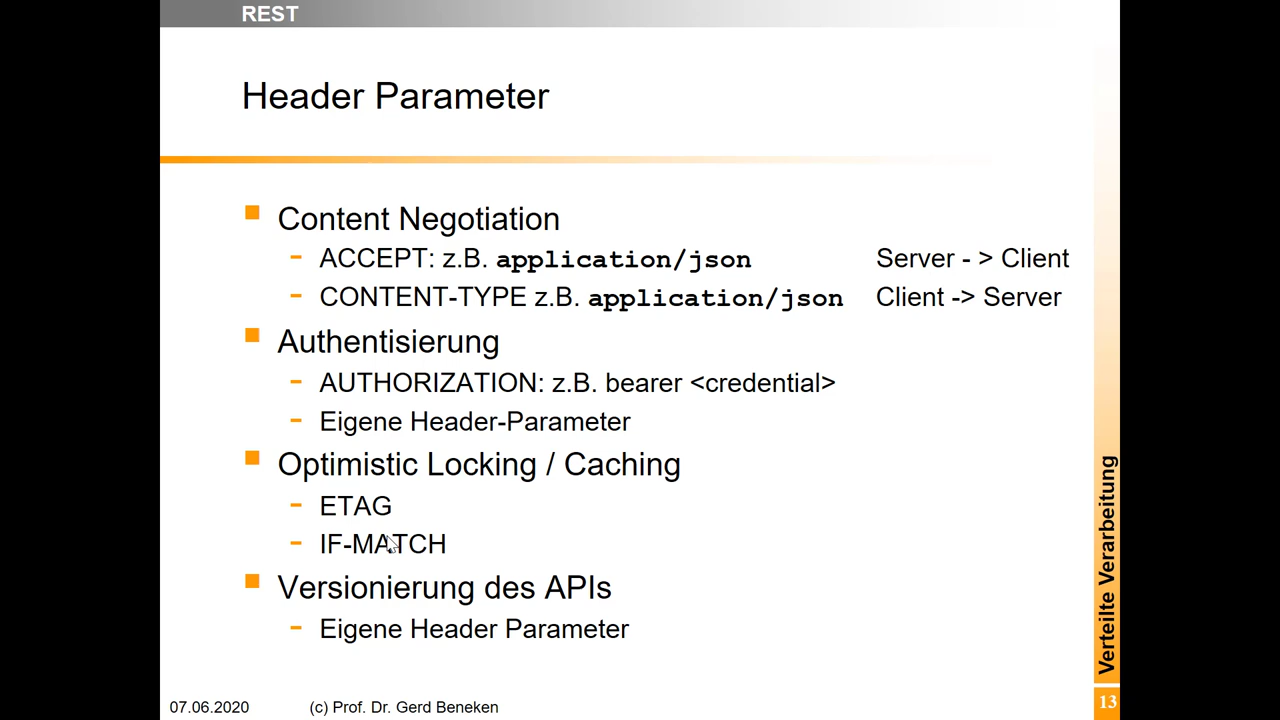 REST
Header Parameter
Content Negotiation
- ACCEPT: z.B. application/json Server - > Client
- CONTENT-TYPE z.B. application/json Client -> Server
Authentisierung
- AUTHORIZATION: z.B. bearer <credential>
- Eigene Header-Parameter
Optimistic Locking / Caching
- ETAG
- IF-MATCH
Versionierung des APIs
- Eigene Header Parameter
Verteilte Verarbeitung
07.06.2020 (c) Prof. Dr. Gerd Beneken 13